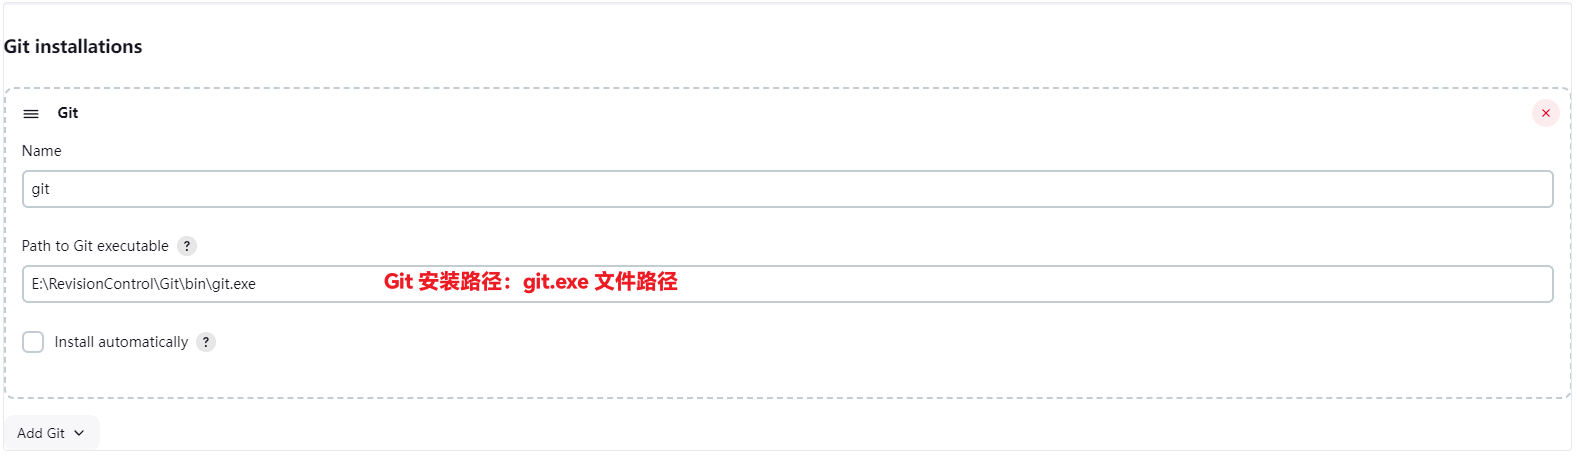 Git installations
Git
Name
git
Path to Git executable ?
E:\RevisionControl\Git\bin\git.exe
Git 安装路径：git.exe 文件路径
Install automatically ?
Add Git